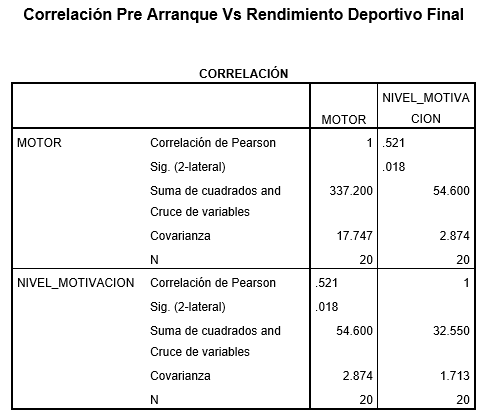 Correlación Pre Arranque Vs Rendimiento Deportivo Final
CORRELACIÓN
MOTOR NIVEL_MOTIVA
CION
MOTOR Correlación de Pearson 1 .521
Sig. (2-lateral) .018
Suma de cuadrados and 337.200 54.600
Cruce de variables
Covarianza 17.747 2.874
N 20 20
NIVEL_MOTIVACION Correlación de Pearson .521 1
Sig. (2-lateral) .018
Suma de cuadrados and 54.600 32.550
Cruce de variables
Covarianza 2.874 1.713
N 20 20